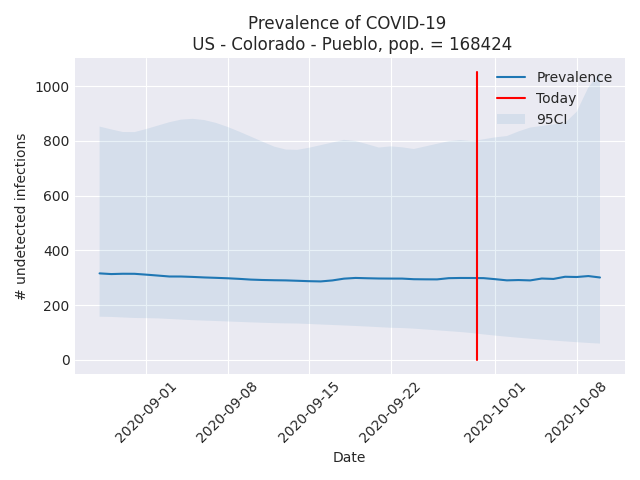 Prevalence of COVID-19
US - Colorado - Pueblo, pop. = 168424
Prevalence
Today
95CI
# undetected infections
1000
800
600
400
200
0
2020-09-01
2020-09-08
2020-09-15
2020-09-22
2020-10-01
2020-10-08
Date